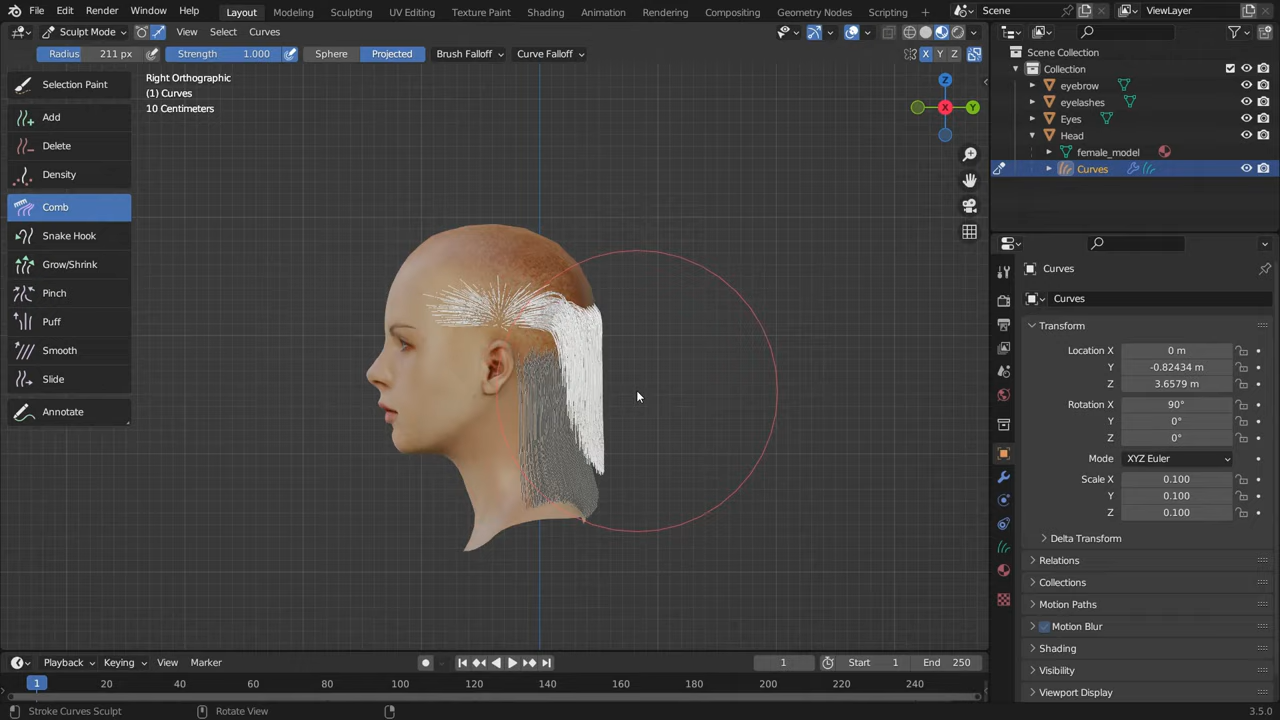 File Edit Render Window Help Layout Modeling Sculpting UV Editing Texture Paint Shading Animation Rendering Compositing Geometry Nodes Scripting + Scene ViewLayer
Sculpt Mode View Select Curves
Radius 211 px Strength 1.000 Sphere Projected Brush Falloff Curve Falloff X Y Z
Right Orthographic
(1) Curves
10 Centimeters
Selection Paint
Add
Delete
Density
Comb
Snake Hook
Grow/Shrink
Pinch
Puff
Smooth
Slide
Annotate
Z
X
Y
Scene Collection
Collection
eyebrow
eyelashes
Eyes
Head
female_model
Curves
Curves
Curves
Transform
Location X 0 m
Y -0.82434 m
Z 3.6579 m
Rotation X 90°
Y 0°
Z 0°
Mode XYZ Euler
Scale X 0.100
Y 0.100
Z 0.100
Delta Transform
Relations
Collections
Motion Paths
Motion Blur
Shading
Visibility
Viewport Display
Playback Keying View Marker 1 Start 1 End 250
1 20 40 60 80 100 120 140 160 180 200 220 240
Stroke Curves Sculpt Rotate View 3.5.0